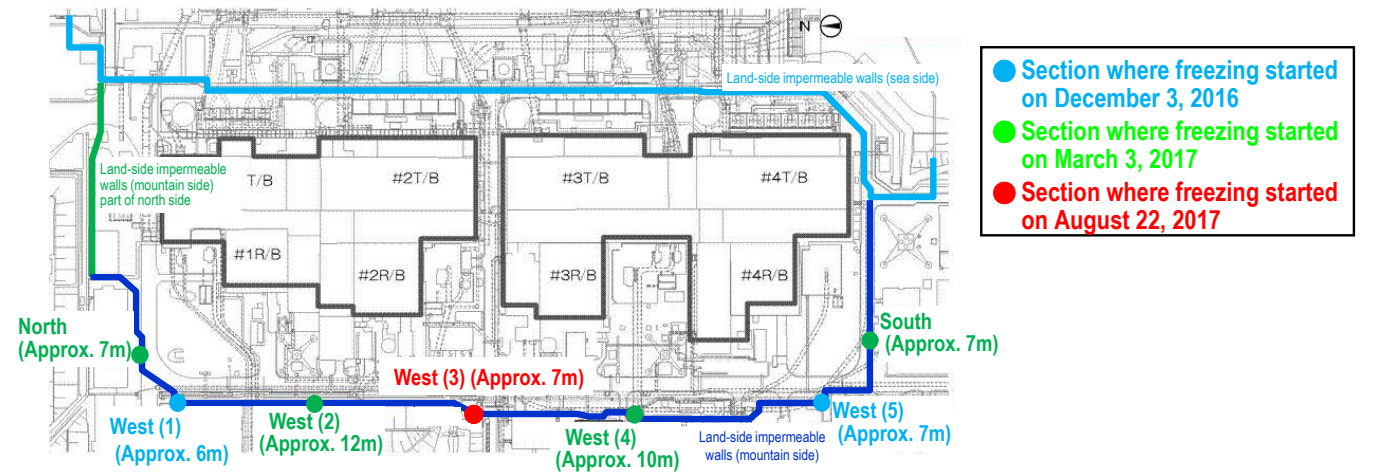 N
Land-side impermeable walls (sea side)
Section where freezing started
on December 3, 2016
Section where freezing started
on March 3, 2017
Section where freezing started
on August 22, 2017
Land-side impermeable
walls (mountain side)
part of north side
T/B
#2T/B
#3T/B
#4T/B
#1R/B
#2R/B
#3R/B
#4R/B
North
(Approx. 7m)
South
(Approx. 7m)
West (3) (Approx. 7m)
West (1)
(Approx. 6m)
West (2)
(Approx. 12m)
West (4)
(Approx. 10m)
Land-side impermeable
walls (mountain side)
West (5)
(Approx. 7m)